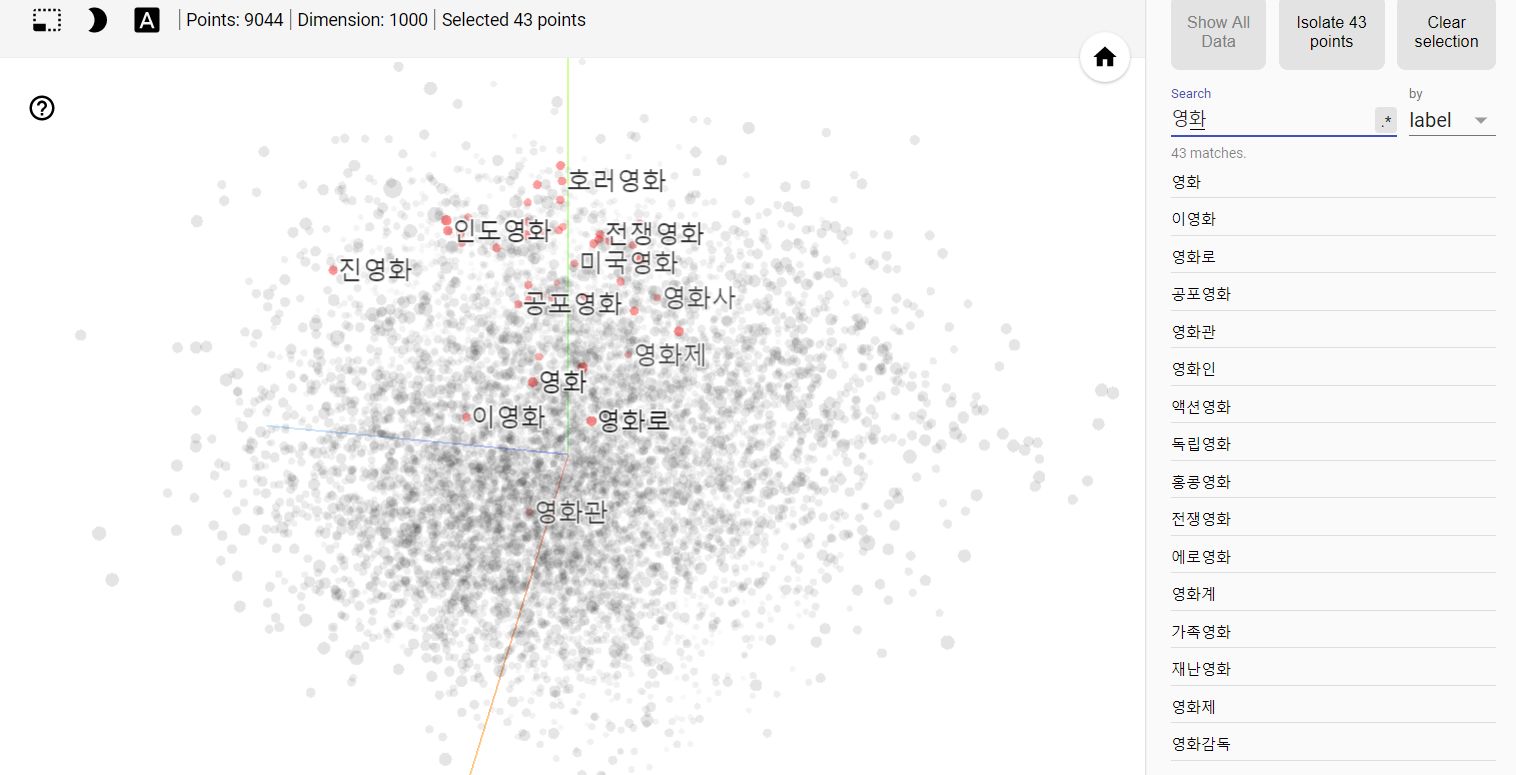 A
Points: 9044 | Dimension: 1000 | Selected 43 points
Show All Data
Isolate 43 points
Clear selection
Search
by
영화
.*
label
43 matches.
영화
이영화
영화로
공포영화
영화관
영화인
액션영화
독립영화
홍콩영화
전쟁영화
에로영화
영화계
가족영화
재난영화
영화제
영화감독
호러영화
인도영화
전쟁영화
미국영화
진영화
공포영화
영화사
영화제
영화
이영화
영화로
영화관